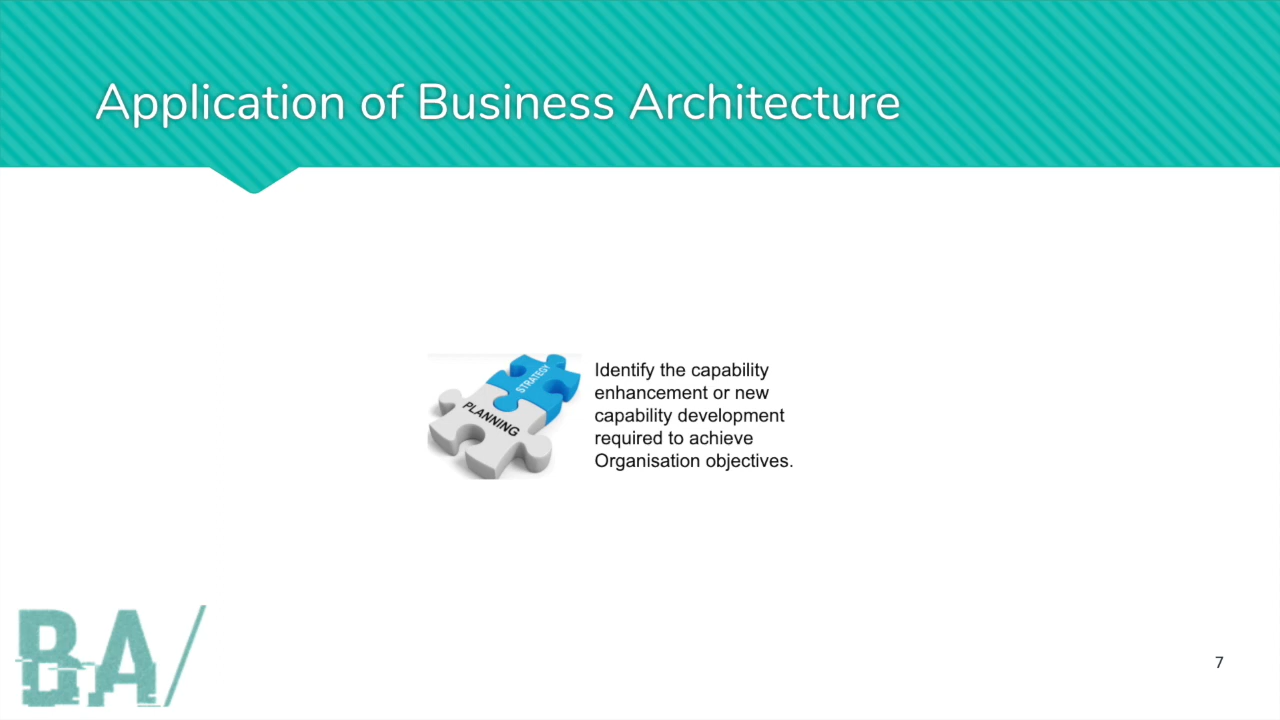 Application of Business Architecture
STRATEGY
PLANNING
Identify the capability
enhancement or new
capability development
required to achieve
Organisation objectives.
BA/
7